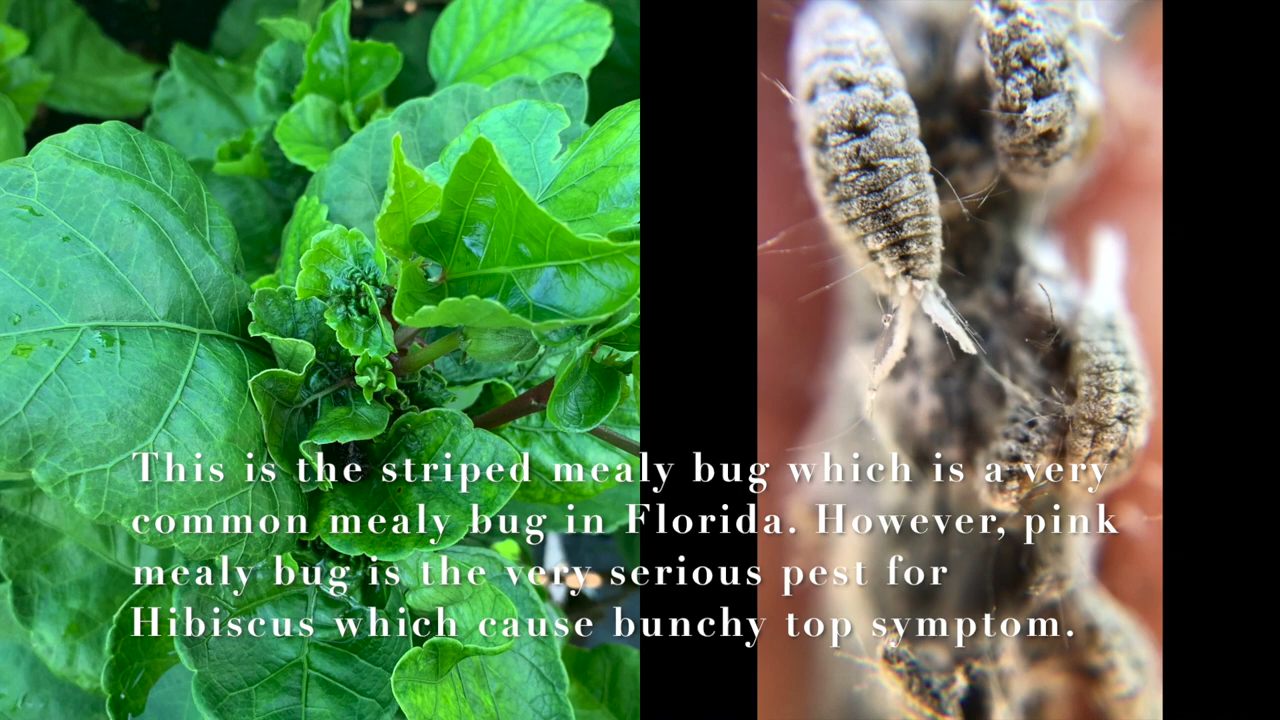 This is the striped mealy bug which is a very
common mealy bug in Florida. However, pink
mealy bug is the very serious pest for
Hibiscus which cause bunchy top symptom.